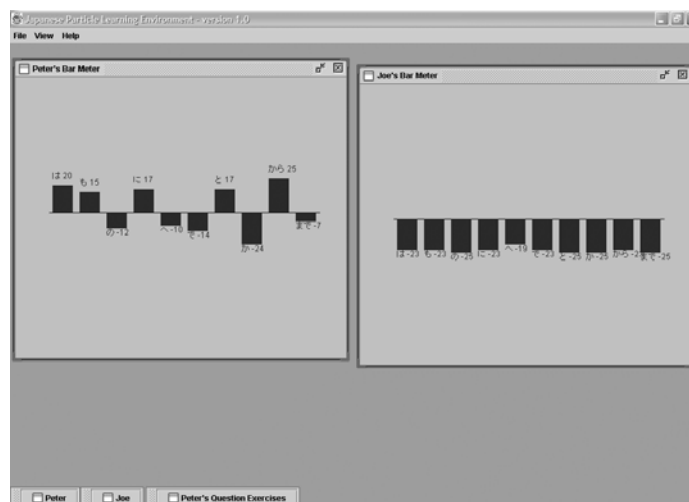 Japanese Particle Learning Environment - version 1.0
File View Help
Peter's Bar Meter
は 20 も 15 の -12 に 17 へ -10 で -14 と 17 か -24 から 25 まで -7
Joe's Bar Meter
は -23 も -23 の -25 に -23 へ -19 で -23 と -25 か -25 から まで -25
Peter Joe Peter's Question Exercises